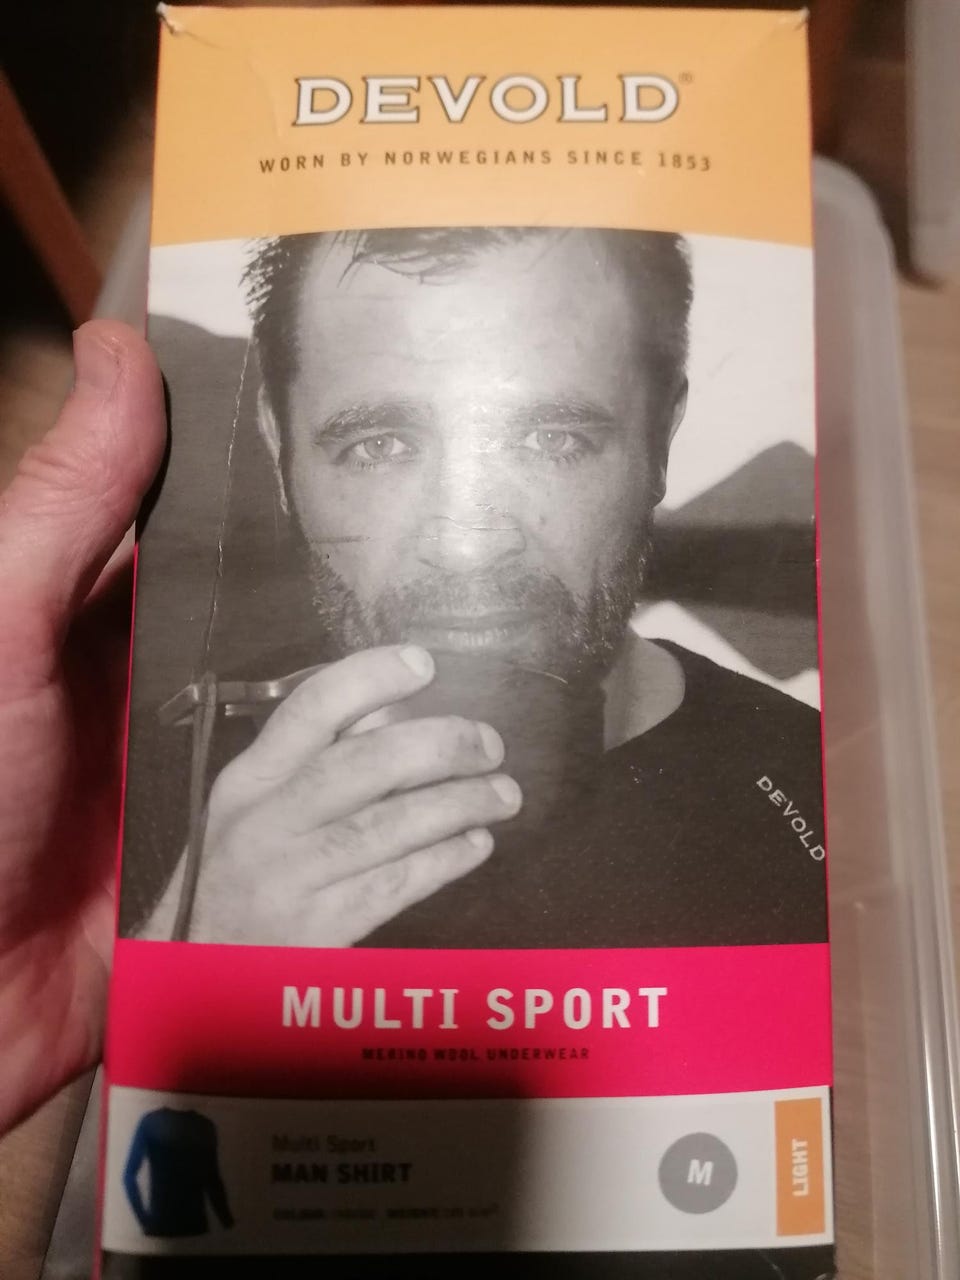 DEVOLD®
WORN BY NORWEGIANS SINCE 1853
DEVOLD
MULTI SPORT
MERINO WOOL UNDERWEAR
Multi Sport
MAN SHIRT
M
LIGHT